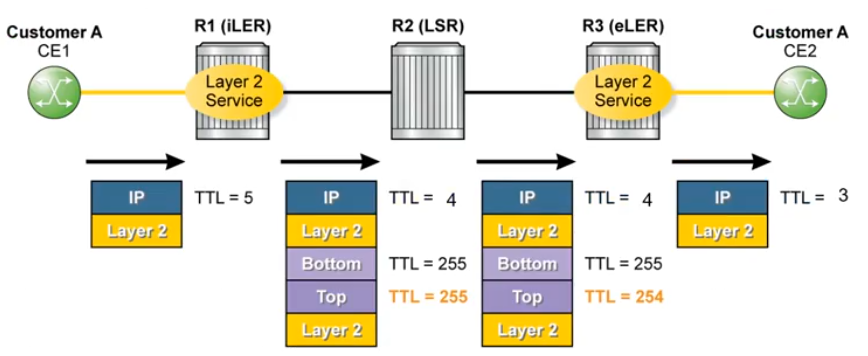 Customer A
CE1
R1 (iLER)
R2 (LSR)
R3 (eLER)
Customer A
CE2
Layer 2
Service
Layer 2
Service
IP
TTL = 5
Layer 2
IP
TTL = 4
Layer 2
Bottom
TTL = 255
Top
TTL = 255
Layer 2
IP
TTL = 4
Layer 2
Bottom
TTL = 255
Top
TTL = 254
Layer 2
IP
TTL = 3
Layer 2